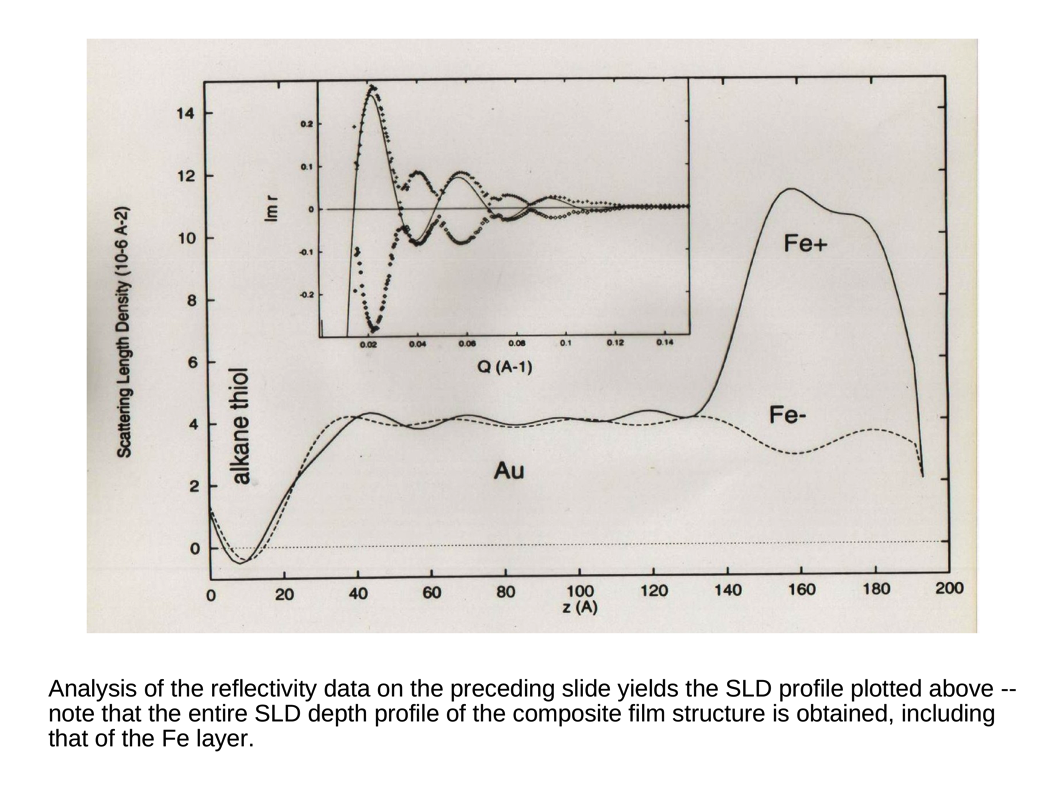 14
12
10
8
6
4
2
0
Scattering Length Density (10-6 A-2)
0.2
0.1
0
-0.1
-0.2
Im r
0.02 0.04 0.06 0.08 0.1 0.12 0.14
Q (A-1)
alkane thiol
Au
Fe+
Fe-
0 20 40 60 80 100 120 140 160 180 200
z (A)
Analysis of the reflectivity data on the preceding slide yields the SLD profile plotted above --
note that the entire SLD depth profile of the composite film structure is obtained, including
that of the Fe layer.